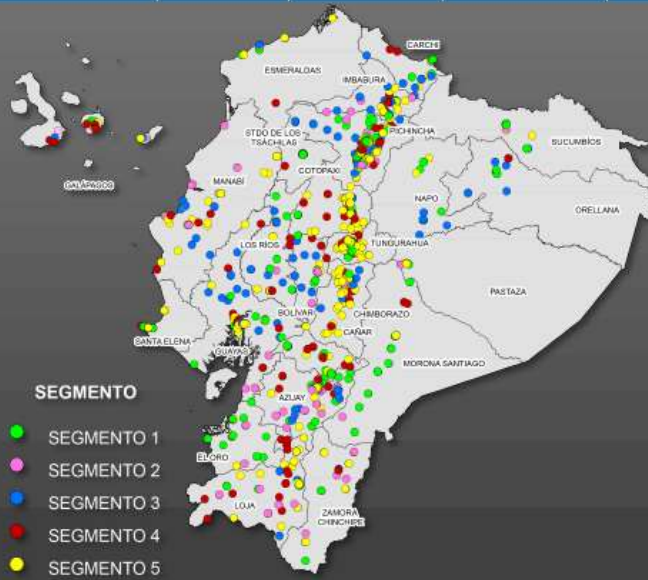 CARCHI
ESMERALDAS
IMBABURA
PICHINCHA
SUCUMBÍOS
STDO DE LOS
TSÁCHILAS
COTOPAXI
GALÁPAGOS
MANABÍ
NAPO
ORELLANA
LOS RÍOS
TUNGURAHUA
PASTAZA
BOLÍVAR
CHIMBORAZO
SANTA ELENA
CAÑAR
GUAYAS
MORONA SANTIAGO
SEGMENTO
AZUAY
SEGMENTO 1
EL ORO
SEGMENTO 2
SEGMENTO 3
LOJA
ZAMORA
CHINCHIPE
SEGMENTO 4
SEGMENTO 5